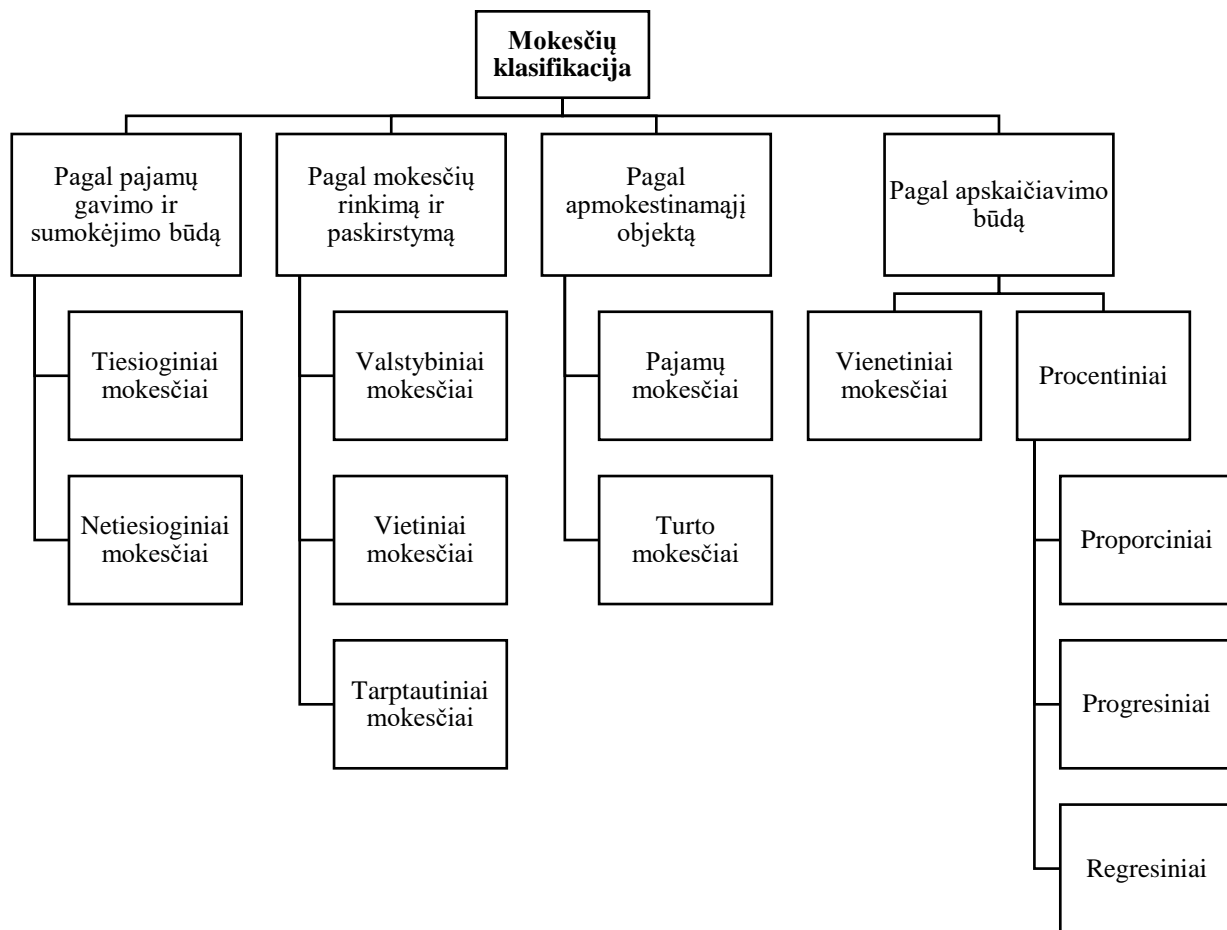 Mokesčių
klasifikacija
Pagal pajamų
gavimo ir
sumokėjimo būdą
Tiesioginiai
mokesčiai
Netiesioginiai
mokesčiai
Pagal mokesčių
rinkimą ir
paskirstymą
Valstybiniai
mokesčiai
Vietiniai
mokesčiai
Tarptautiniai
mokesčiai
Pagal
apmokestinamąjį
objektą
Pajamų
mokesčiai
Turto
mokesčiai
Pagal apskaičiavimo
būdą
Vienetiniai
mokesčiai
Procentiniai
Proporciniai
Progresiniai
Regresiniai